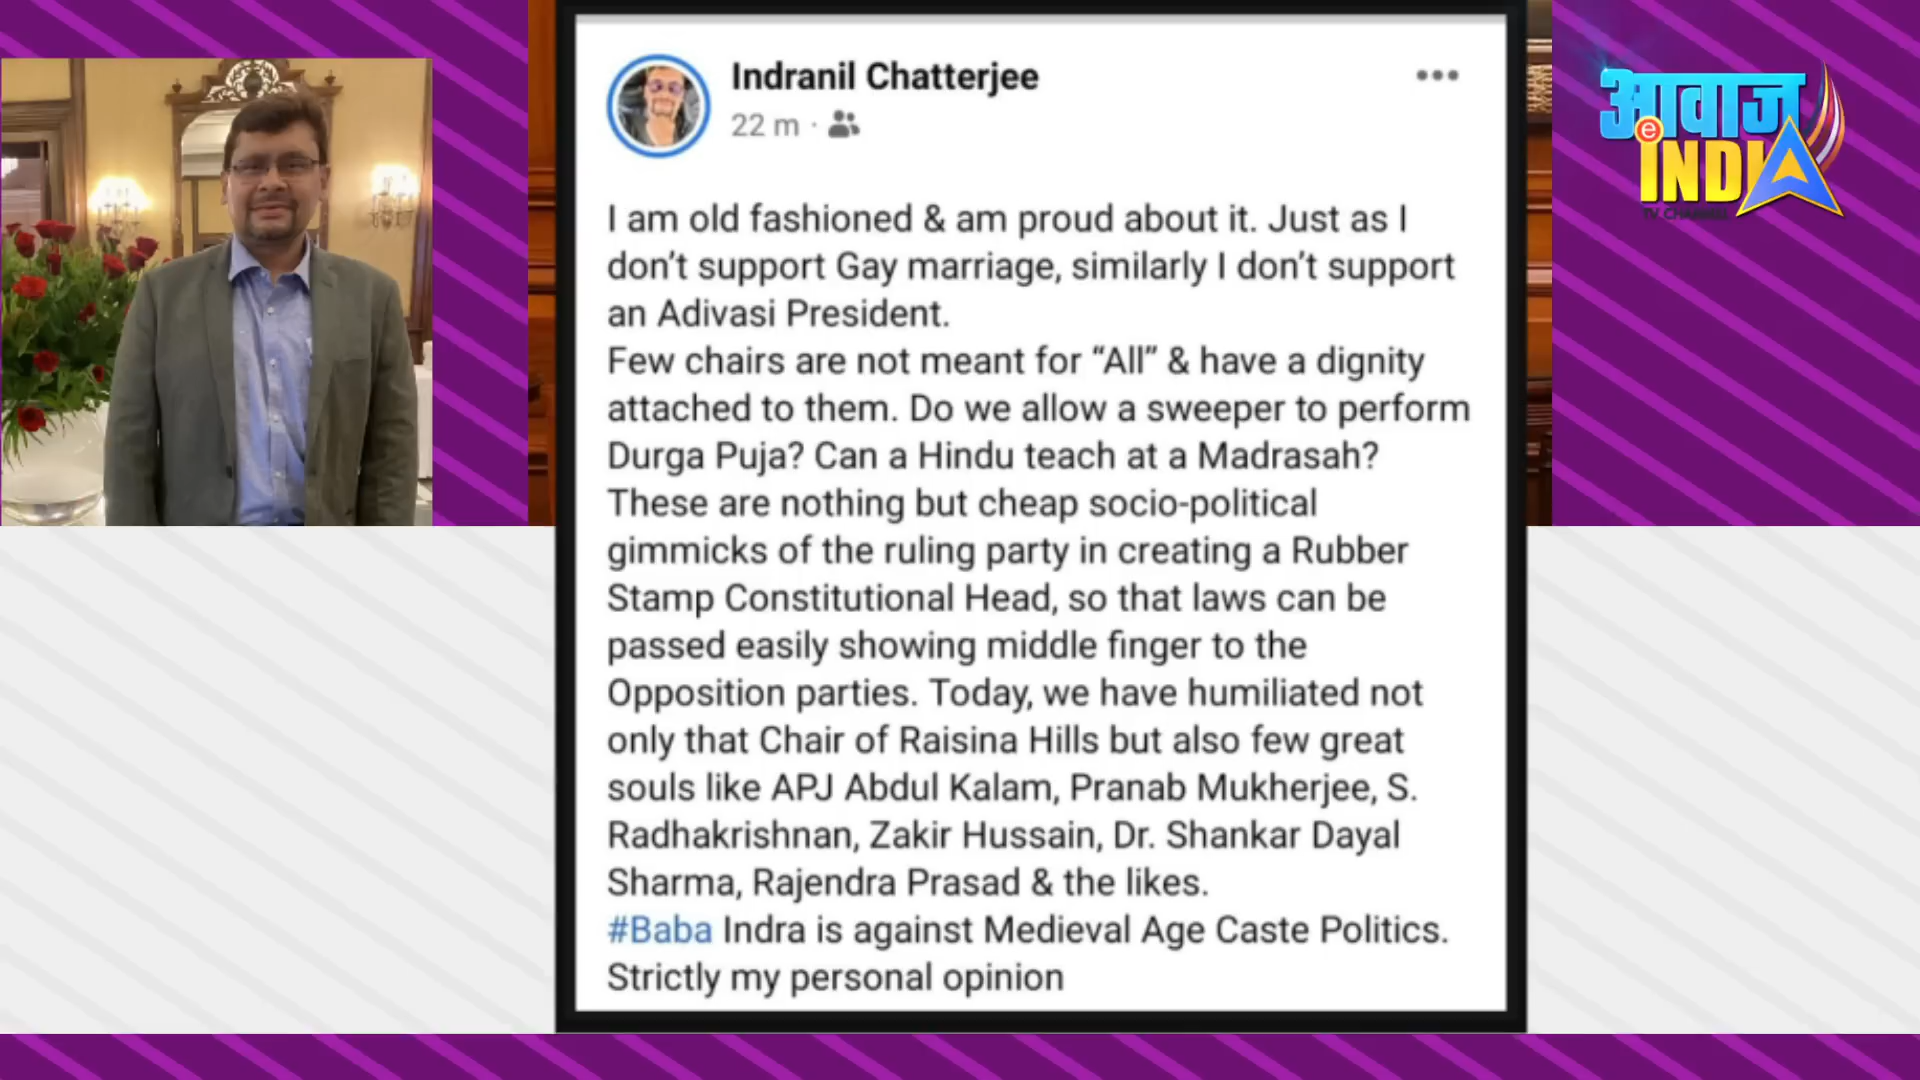 Indranil Chatterjee
22 m ·
I am old fashioned & am proud about it. Just as I
don't support Gay marriage, similarly I don't support
an Adivasi President.
Few chairs are not meant for “All” & have a dignity
attached to them. Do we allow a sweeper to perform
Durga Puja? Can a Hindu teach at a Madrasah?
These are nothing but cheap socio-political
gimmicks of the ruling party in creating a Rubber
Stamp Constitutional Head, so that laws can be
passed easily showing middle finger to the
Opposition parties. Today, we have humiliated not
only that Chair of Raisina Hills but also few great
souls like APJ Abdul Kalam, Pranab Mukherjee, S.
Radhakrishnan, Zakir Hussain, Dr. Shankar Dayal
Sharma, Rajendra Prasad & the likes.
#Baba Indra is against Medieval Age Caste Politics.
Strictly my personal opinion
आवाज
e
INDIA
TV CHANNEL